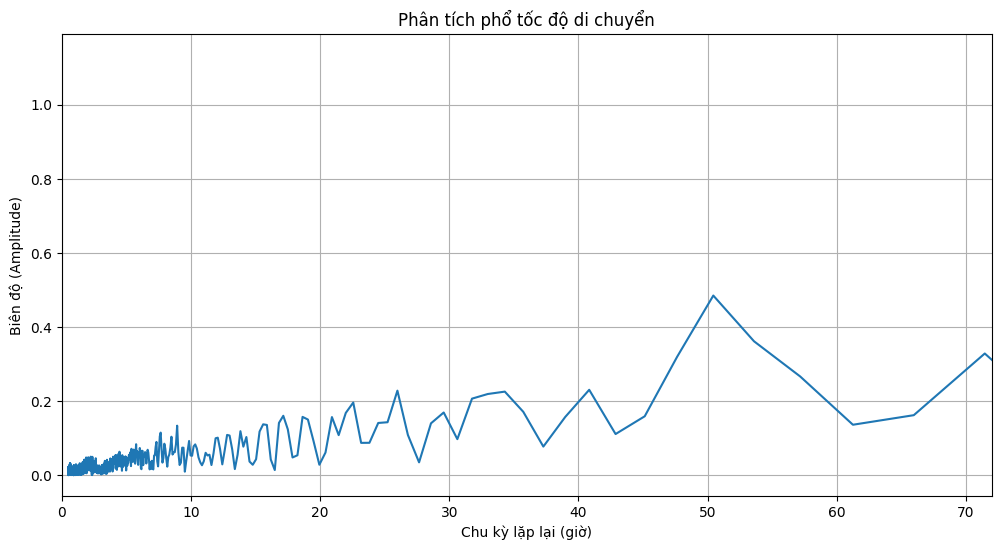 Phân tích phổ tốc độ di chuyển
Biên độ (Amplitude)
1.0
0.8
0.6
0.4
0.2
0.0
0 10 20 30 40 50 60 70
Chu kỳ lặp lại (giờ)